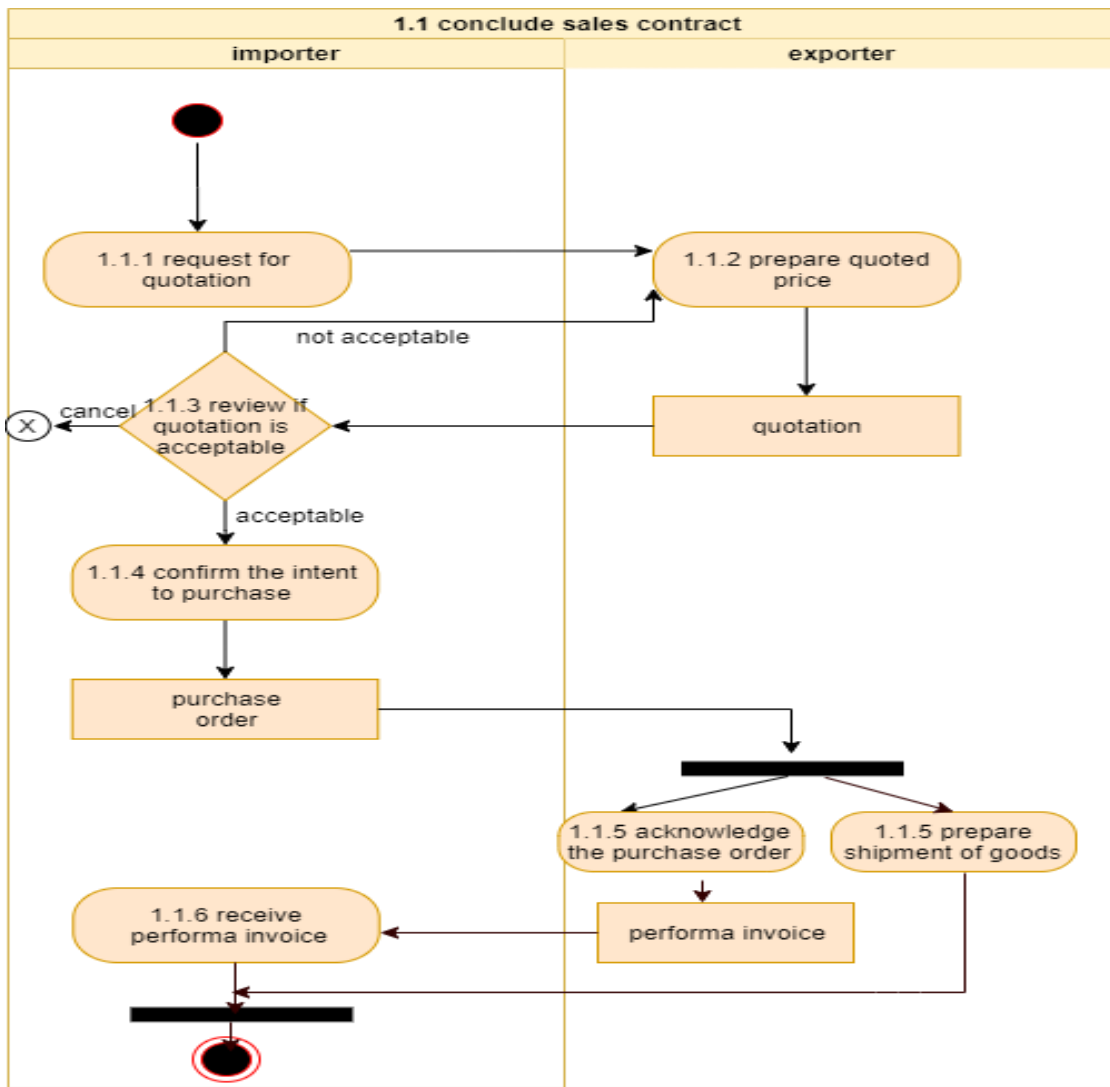 1.1 conclude sales contract
importer
exporter
1.1.1 request for
quotation
1.1.2 prepare quoted
price
not acceptable
cancel
X
1.1.3 review if
quotation is
acceptable
quotation
acceptable
1.1.4 confirm the intent
to purchase
purchase
order
1.1.5 acknowledge
the purchase order
1.1.5 prepare
shipment of goods
1.1.6 receive
performa invoice
performa invoice